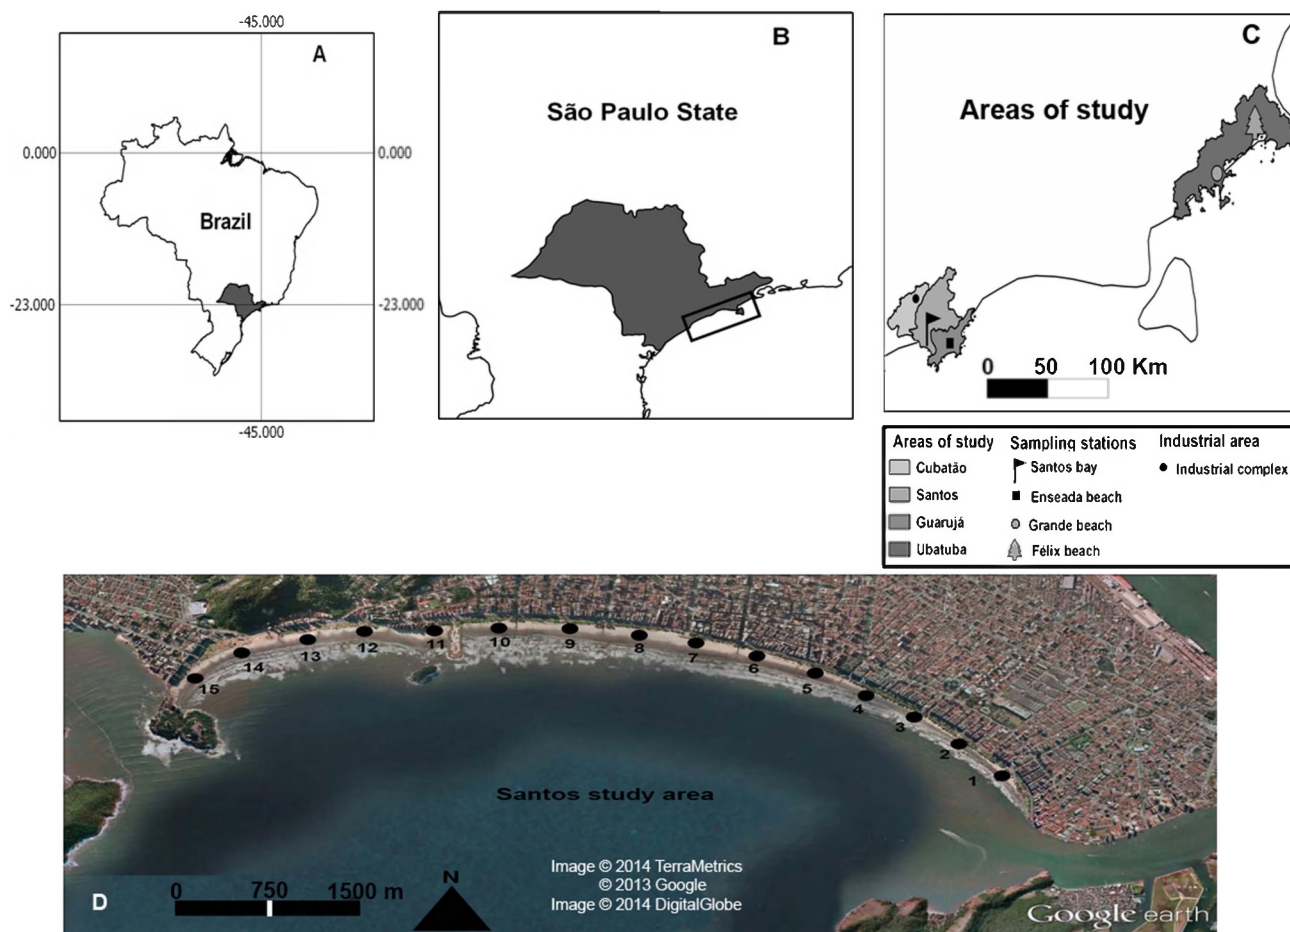 -45.000
A
0.000
0.000
Brazil
-23.000
-23.000
-45.000
B
São Paulo State
C
Areas of study
0 50 100 Km
Areas of study
Cubatão
Santos
Guarujá
Ubatuba
Sampling stations
Santos bay
Enseada beach
Grande beach
Félix beach
Industrial area
Industrial complex
15
14
13
12
11
10
9
8
7
6
5
4
3
2
1
Santos study area
D
0 750 1500 m
N
Image © 2014 TerraMetrics
© 2013 Google
Image © 2014 DigitalGlobe
Google earth